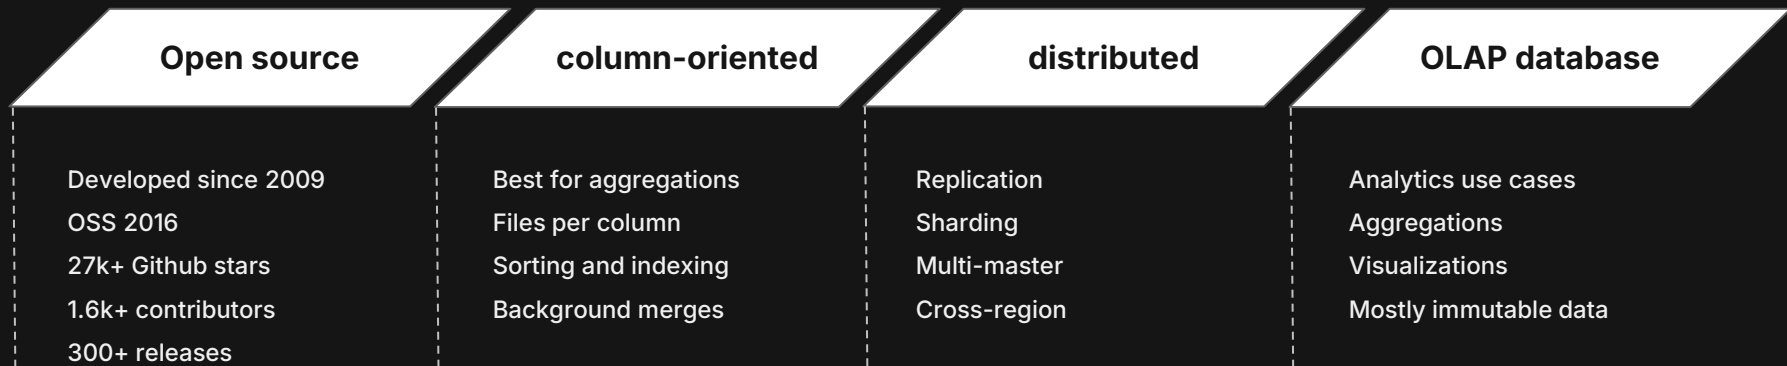 Open source
Developed since 2009
OSS 2016
27k+ Github stars
1.6k+ contributors
300+ releases
column-oriented
Best for aggregations
Files per column
Sorting and indexing
Background merges
distributed
Replication
Sharding
Multi-master
Cross-region
OLAP database
Analytics use cases
Aggregations
Visualizations
Mostly immutable data